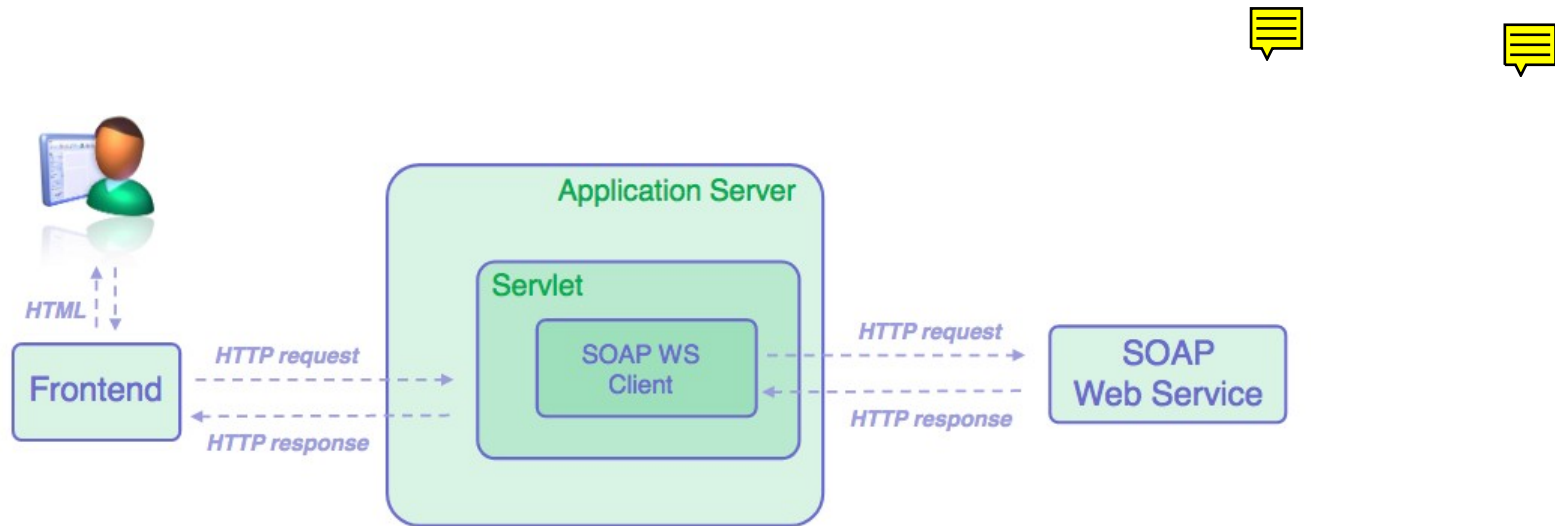 Application Server
Servlet
HTML
HTTP request
HTTP request
SOAP WS
Client
SOAP
Web Service
Frontend
HTTP response
HTTP response